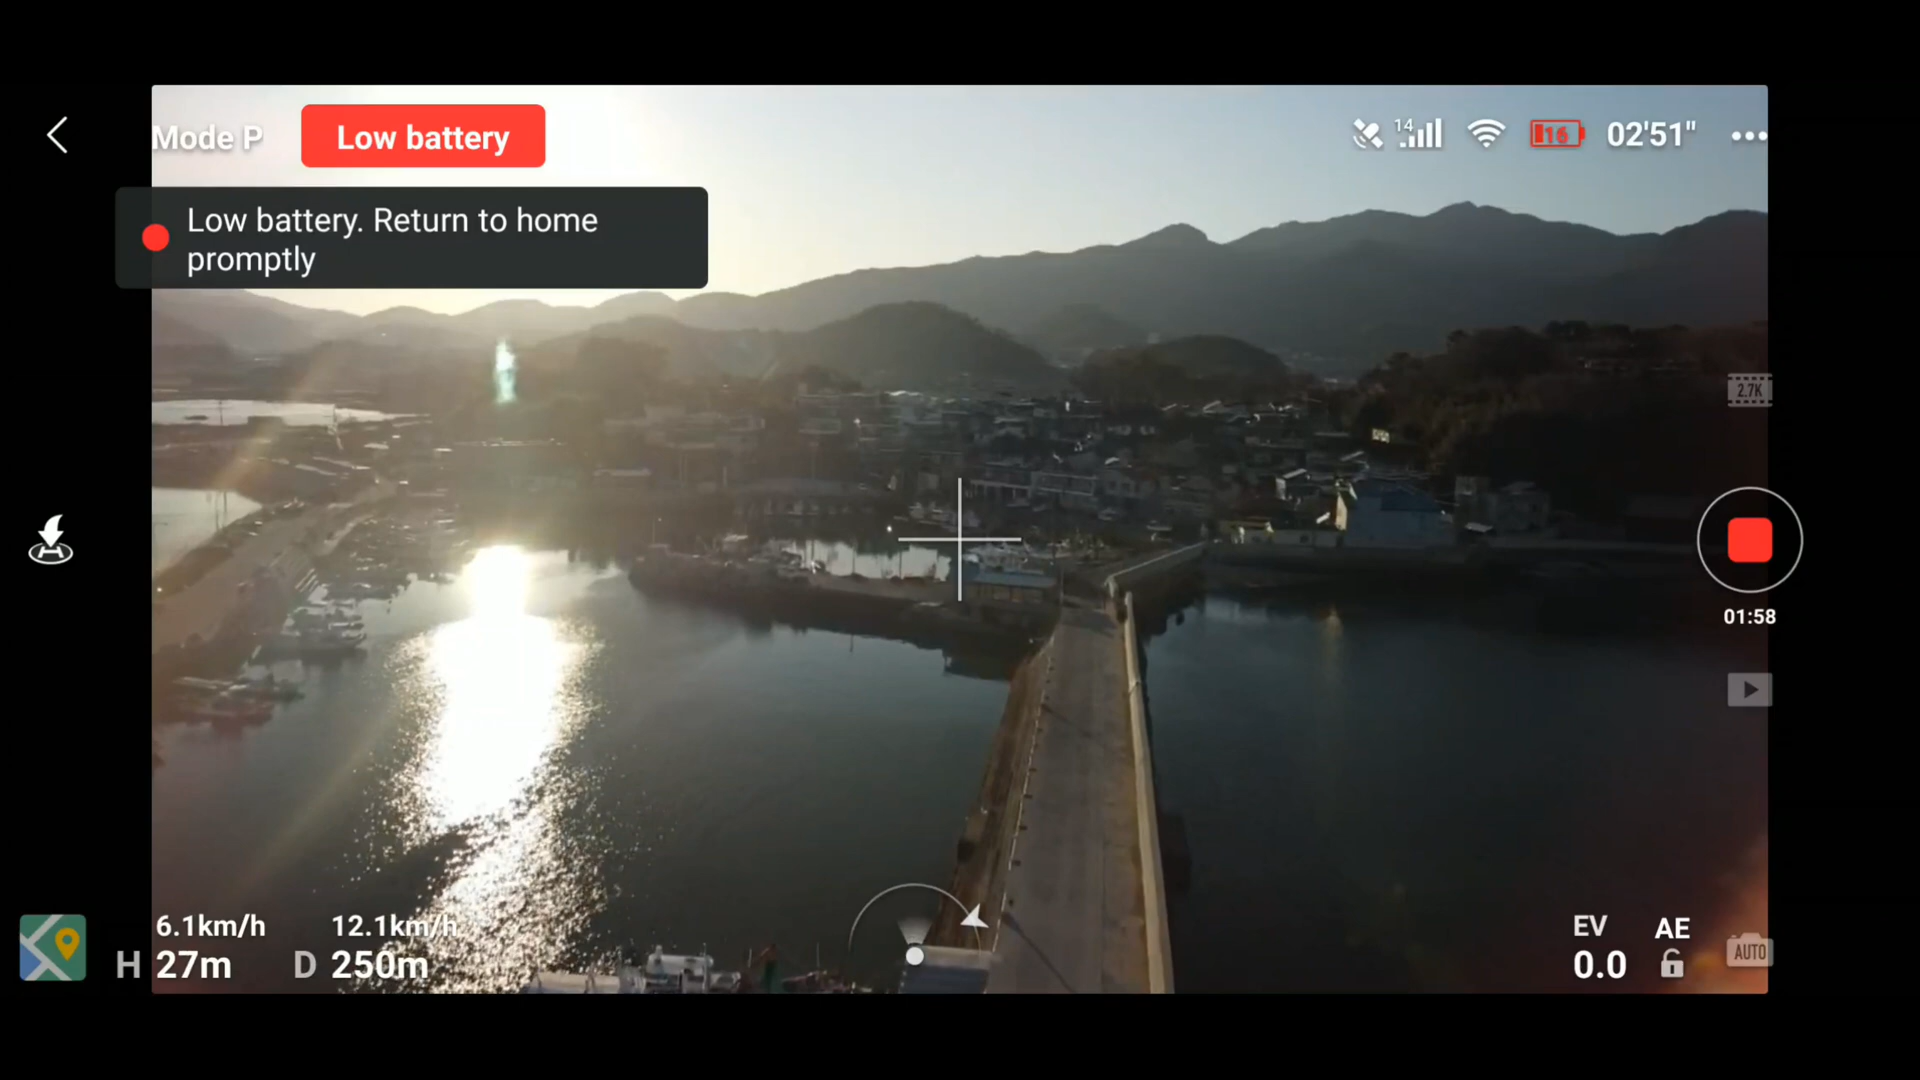 Mode P
Low battery
14
16
02'51"
Low battery. Return to home
promptly
2.7K
01:58
6.1km/h
12.1km/h
H 27m
D 250m
EV
0.0
AE
AUTO